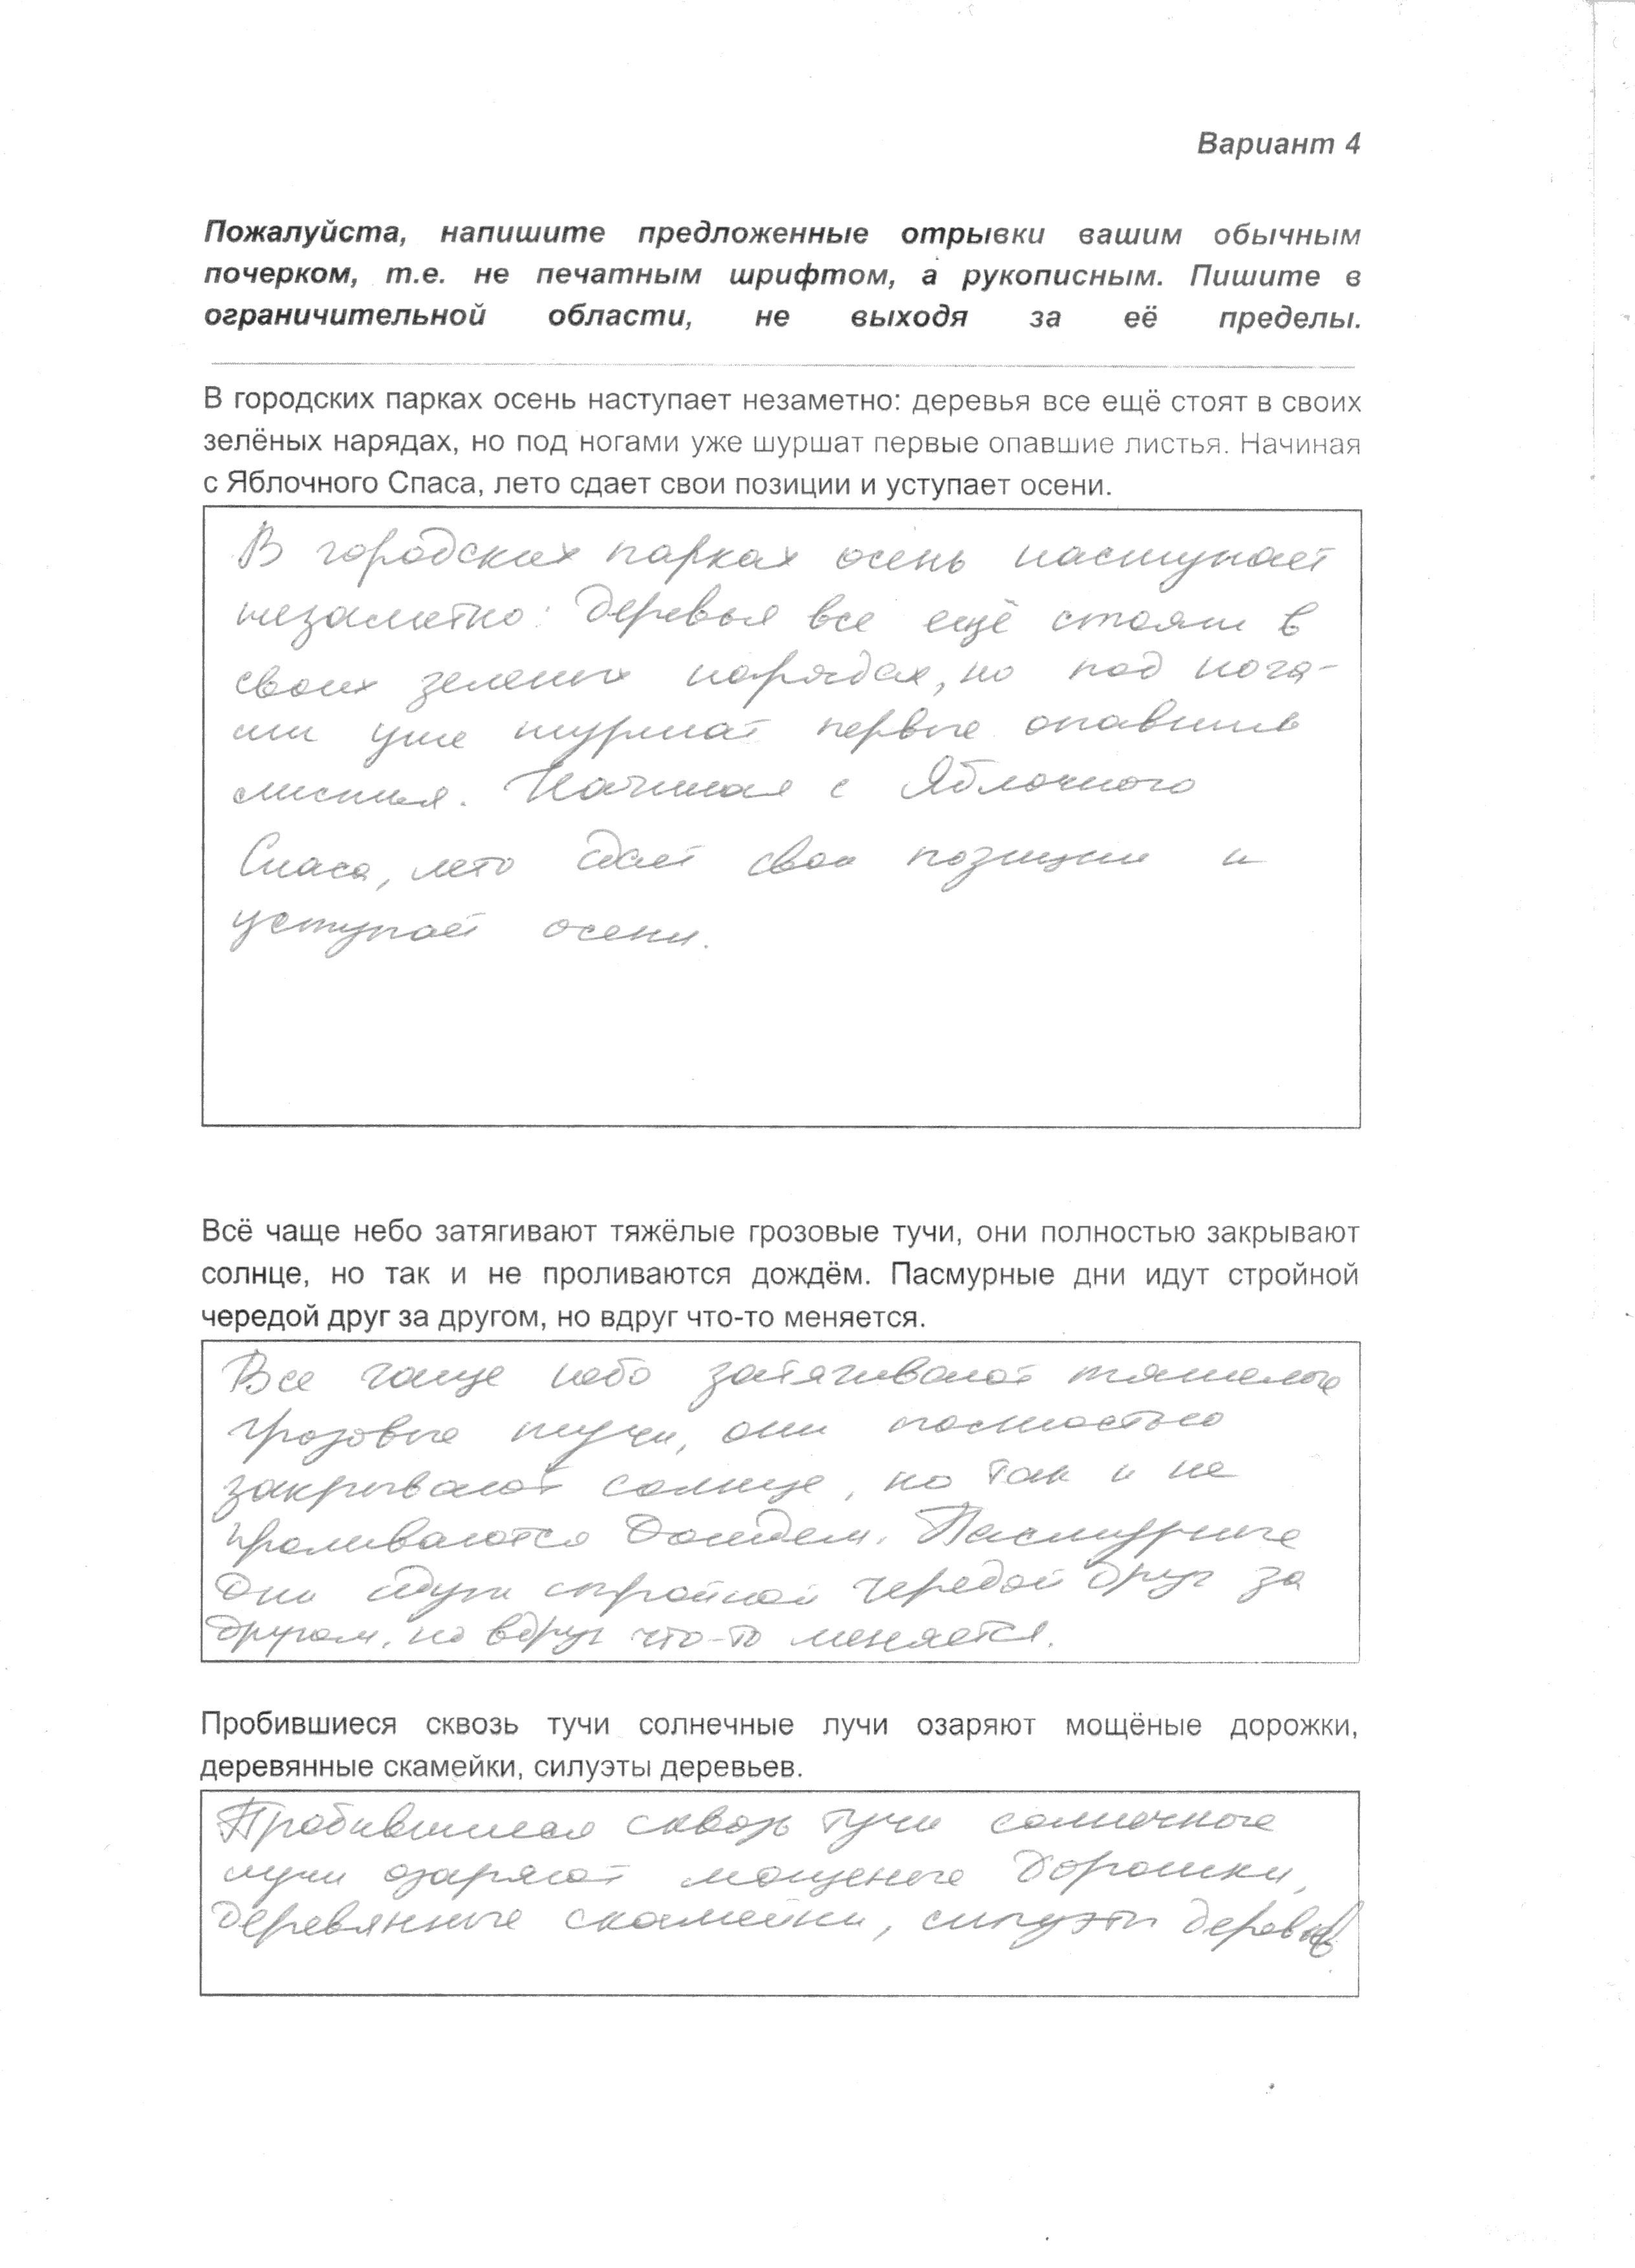 Вариант 4
Пожалуйста, напишите предложенные отрывки вашим обычным
почерком, т.е. не печатным шрифтом, а рукописным. Пишите в
ограничительной области, не выходя за её пределы.
В городских парках осень наступает незаметно: деревья все ещё стоят в своих
зелёных нарядах, но под ногами уже шуршат первые опавшие листья. Начиная
с Яблочного Спаса, лето сдает свои позиции и уступает осени.
В городских парках осень наступает
незаметно: деревья все ещё стоят в
своих зеленых нарядах, но под нога-
ми уже шуршат первые опавшие
листья. Начиная с Яблочного
Спаса, лето сдает свои позиции и
уступает осени.
Всё чаще небо затягивают тяжёлые грозовые тучи, они полностью закрывают
солнце, но так и не проливаются дождём. Пасмурные дни идут стройной
чередой друг за другом, но вдруг что-то меняется.
Все чаще небо затягивают тяжелые
грозовые тучи, они полностью
закрывают солнце, но так и не
проливаются дождем. Пасмурные
дни идут стройной чередой друг за
другом, но вдруг что-то меняется.
Пробившиеся сквозь тучи солнечные лучи озаряют мощёные дорожки,
деревянные скамейки, силуэты деревьев.
Пробившиеся сквозь тучи солнечные
лучи озаряют мощеные дорожки,
деревянные скамейки, силуэты деревьев.